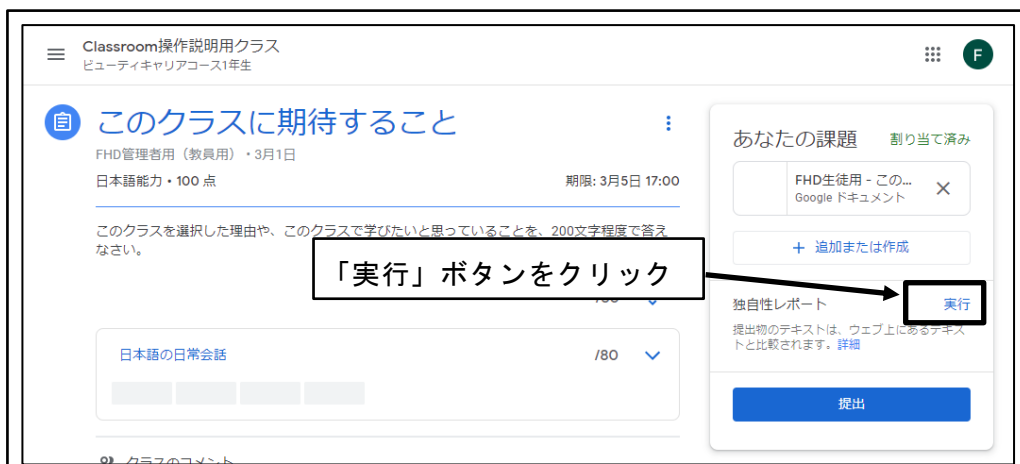 Classroom操作説明用クラス
ビューティキャリアコース1年生
F
このクラスに期待すること
FHD管理者用（教員用）・3月1日
日本語能力・100 点
期限: 3月5日 17:00
このクラスを選択した理由や、このクラスで学びたいと思っていることを、200文字程度で答え
なさい。
「実行」ボタンをクリック
日本語の日常会話
/80
クラスのコメント
あなたの課題
割り当て済み
FHD生徒用 - この...
Google ドキュメント
+ 追加または作成
独自性レポート
実行
提出物のテキストは、ウェブ上にあるテキス
トと比較されます。詳細
提出